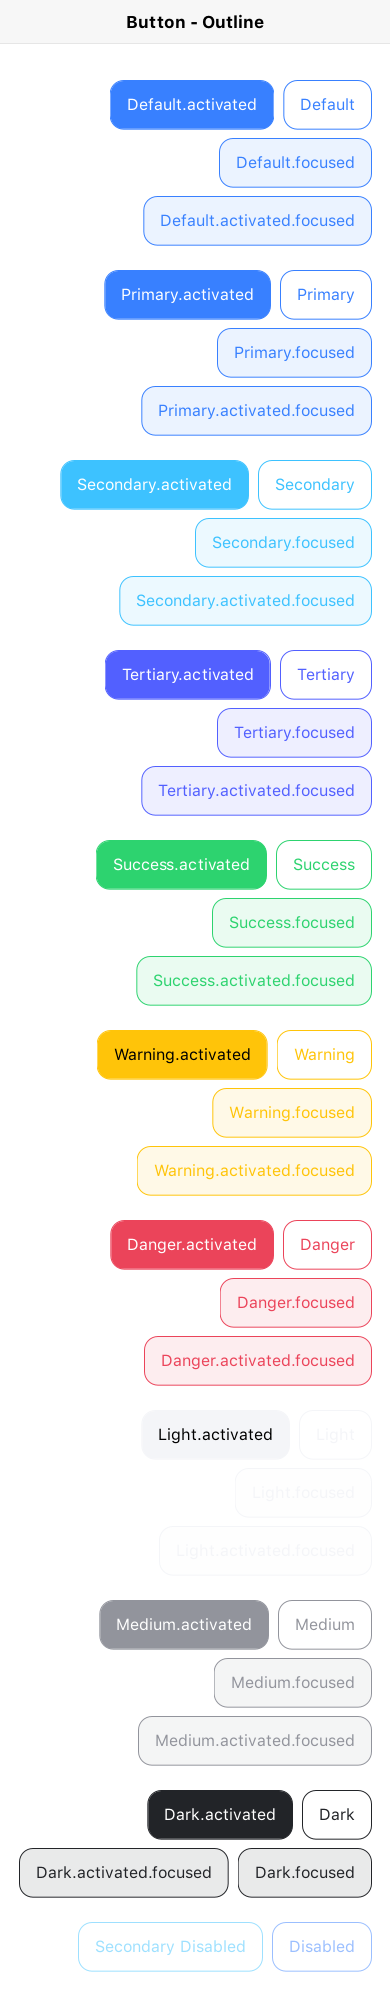 Button - Outline
Default.activated Default
Default.focused
Default.activated.focused
Primary.activated Primary
Primary.focused
Primary.activated.focused
Secondary.activated Secondary
Secondary.focused
Secondary.activated.focused
Tertiary.activated Tertiary
Tertiary.focused
Tertiary.activated.focused
Success.activated Success
Success.focused
Success.activated.focused
Warning.activated Warning
Warning.focused
Warning.activated.focused
Danger.activated Danger
Danger.focused
Danger.activated.focused
Light.activated Light
Light.focused
Light.activated.focused
Medium.activated Medium
Medium.focused
Medium.activated.focused
Dark.activated Dark
Dark.activated.focused Dark.focused
Secondary Disabled Disabled